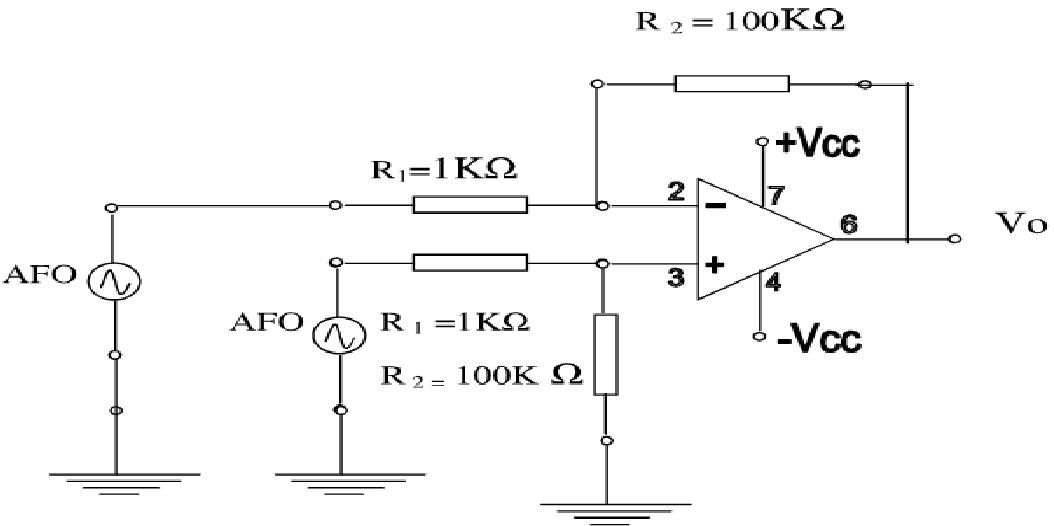 R 2 = 100KΩ
+Vcc
R1=1KΩ
2
7
-
6
Vo
AFO
+
3
4
AFO
R 1 =1KΩ
-Vcc
R 2 = 100K Ω